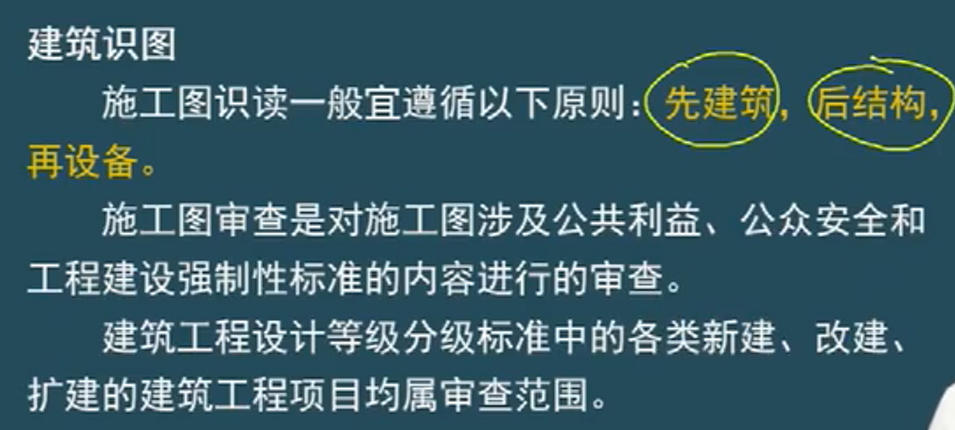 建筑识图
施工图识读一般宜遵循以下原则：先建筑，后结构，
再设备。
施工图审查是对施工图涉及公共利益、公众安全和
工程建设强制性标准的内容进行的审查。
建筑工程设计等级分级标准中的各类新建、改建、
扩建的建筑工程项目均属审查范围。